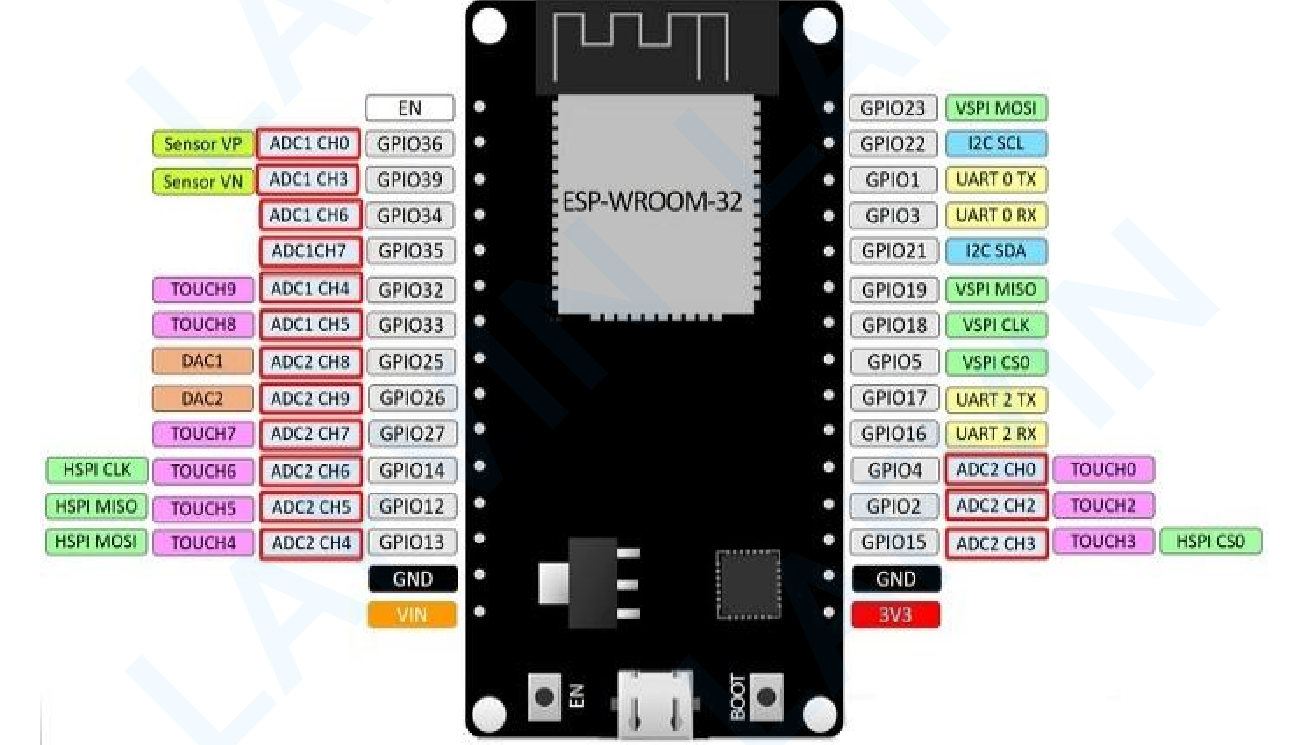 EN GPIO23 VSPI MOSI
Sensor VP ADC1 CH0 GPIO36 GPIO22 I2C SCL
Sensor VN ADC1 CH3 GPIO39 GPIO1 UART 0 TX
ESP-WROOM-32
ADC1 CH6 GPIO34 GPIO3 UART 0 RX
ADC1CH7 GPIO35 GPIO21 I2C SDA
TOUCH9 ADC1 CH4 GPIO32 GPIO19 VSPI MISO
TOUCH8 ADC1 CH5 GPIO33 GPIO18 VSPI CLK
DAC1 ADC2 CH8 GPIO25 GPIO5 VSPI CS0
DAC2 ADC2 CH9 GPIO26 GPIO17 UART 2 TX
TOUCH7 ADC2 CH7 GPIO27 GPIO16 UART 2 RX
HSPI CLK TOUCH6 ADC2 CH6 GPIO14 GPIO4 ADC2 CH0 TOUCH0
HSPI MISO TOUCH5 ADC2 CH5 GPIO12 GPIO2 ADC2 CH2 TOUCH2
HSPI MOSI TOUCH4 ADC2 CH4 GPIO13 GPIO15 ADC2 CH3 TOUCH3 HSPI CS0
GND GND
VIN 3V3
EN BOOT